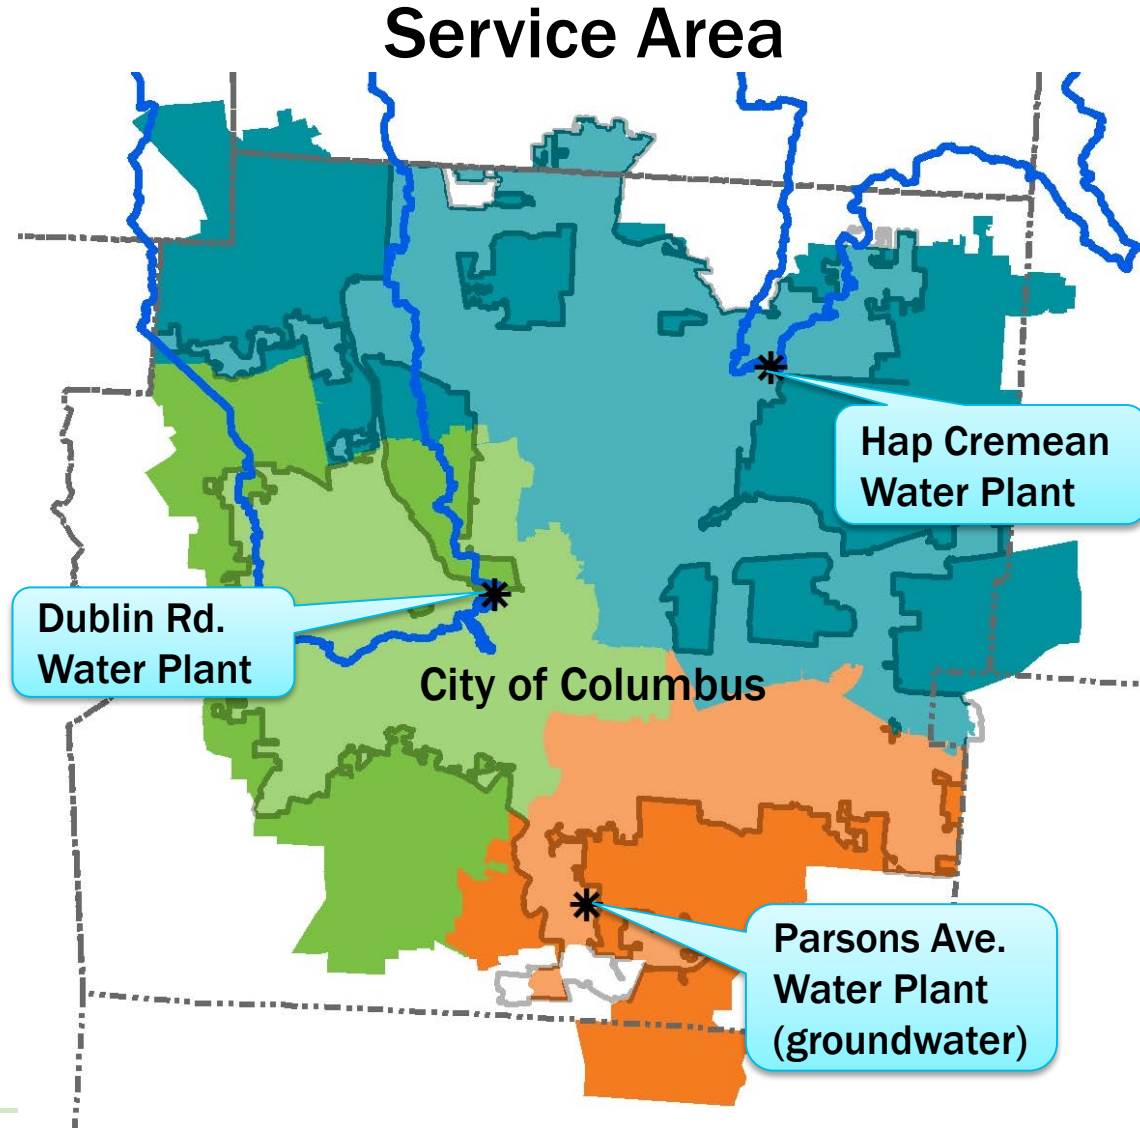 Service Area
Hap Cremean
Water Plant
Dublin Rd.
Water Plant
City of Columbus
Parsons Ave.
Water Plant
(groundwater)